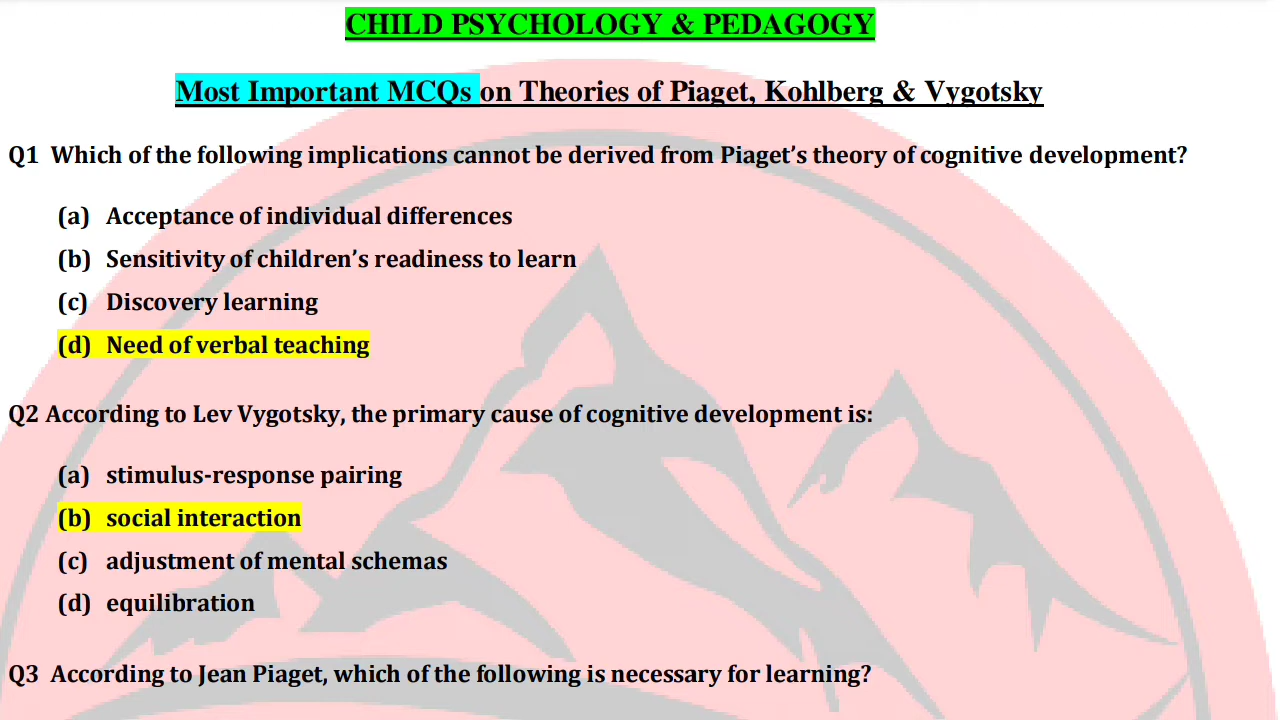 CHILD PSYCHOLOGY & PEDAGOGY
Most Important MCQs on Theories of Piaget, Kohlberg & Vygotsky
Q1 Which of the following implications cannot be derived from Piaget’s theory of cognitive development?
(a) Acceptance of individual differences
(b) Sensitivity of children’s readiness to learn
(c) Discovery learning
(d) Need of verbal teaching
Q2 According to Lev Vygotsky, the primary cause of cognitive development is:
(a) stimulus-response pairing
(b) social interaction
(c) adjustment of mental schemas
(d) equilibration
Q3 According to Jean Piaget, which of the following is necessary for learning?